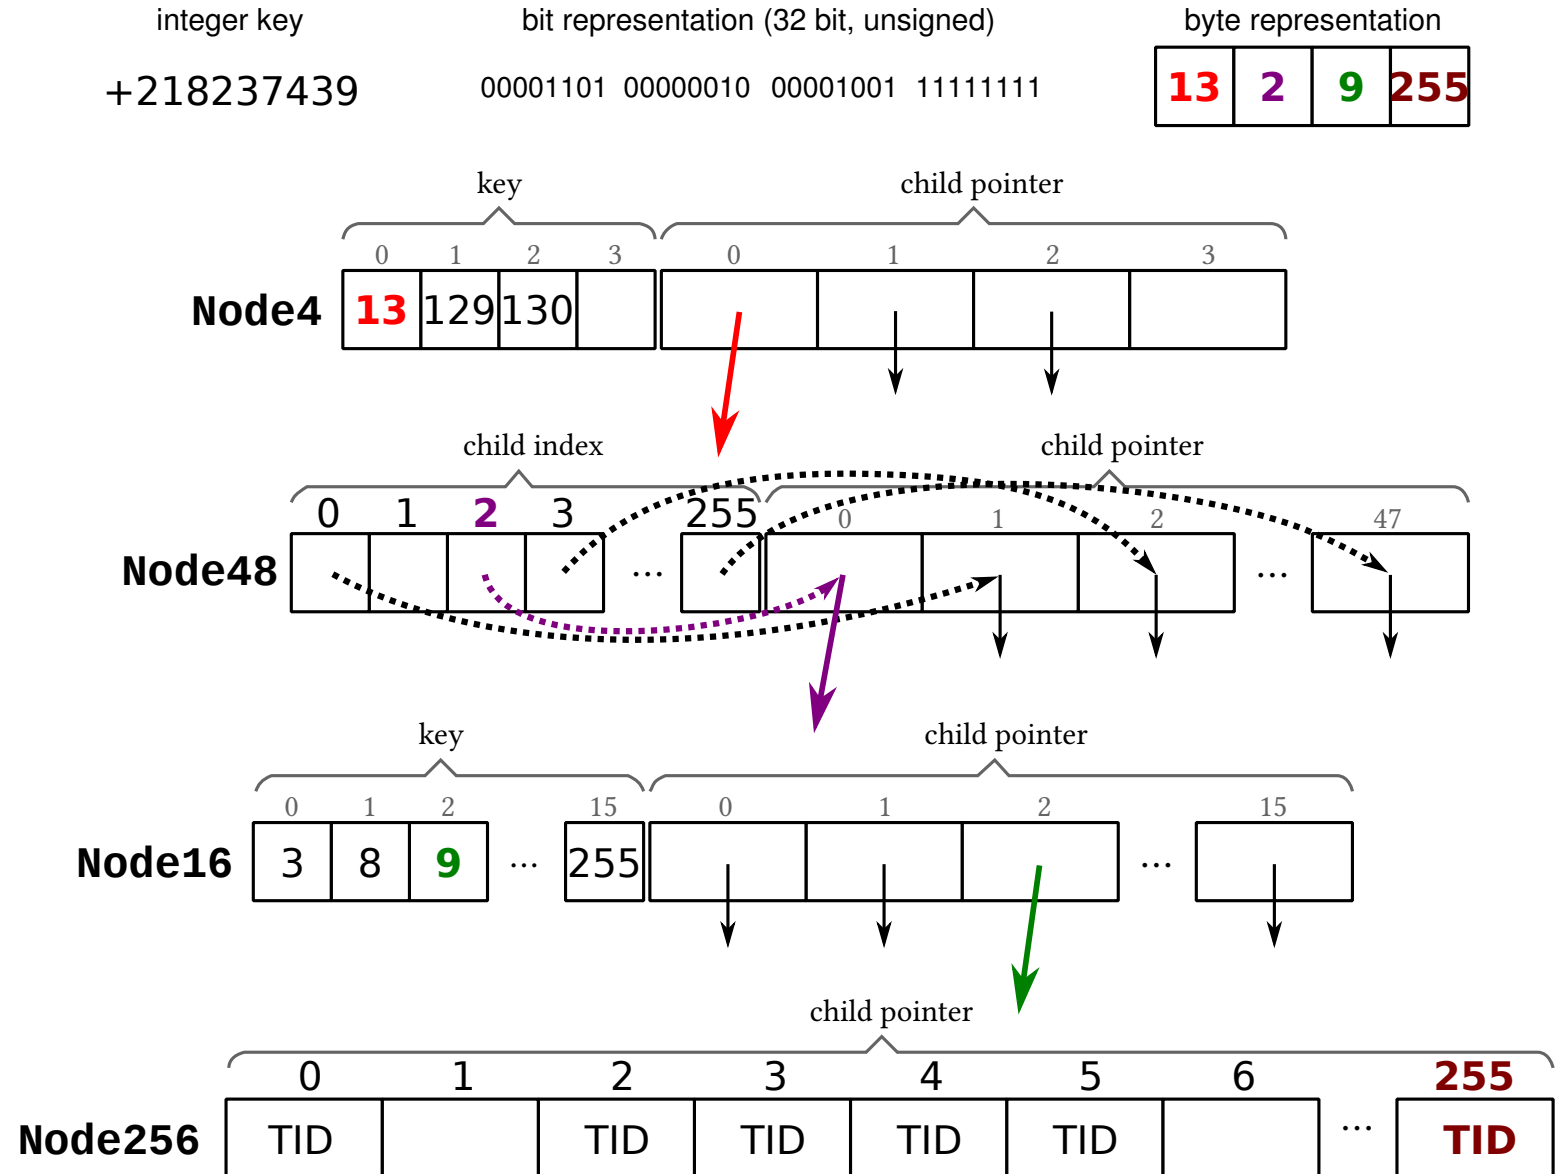 integer key bit representation (32 bit, unsigned) byte representation
+218237439 00001101 00000010 00001001 11111111 13 2 9 255
key child pointer
0 1 2 3 0 1 2 3
Node4 13 129 130
child index child pointer
0 1 2 3 255 0 1 2 47
Node48 ... ...
key child pointer
0 1 2 15 0 1 2 15
Node16 3 8 9 ... 255 ...
child pointer
0 1 2 3 4 5 6 255
Node256 TID TID TID TID TID ... TID